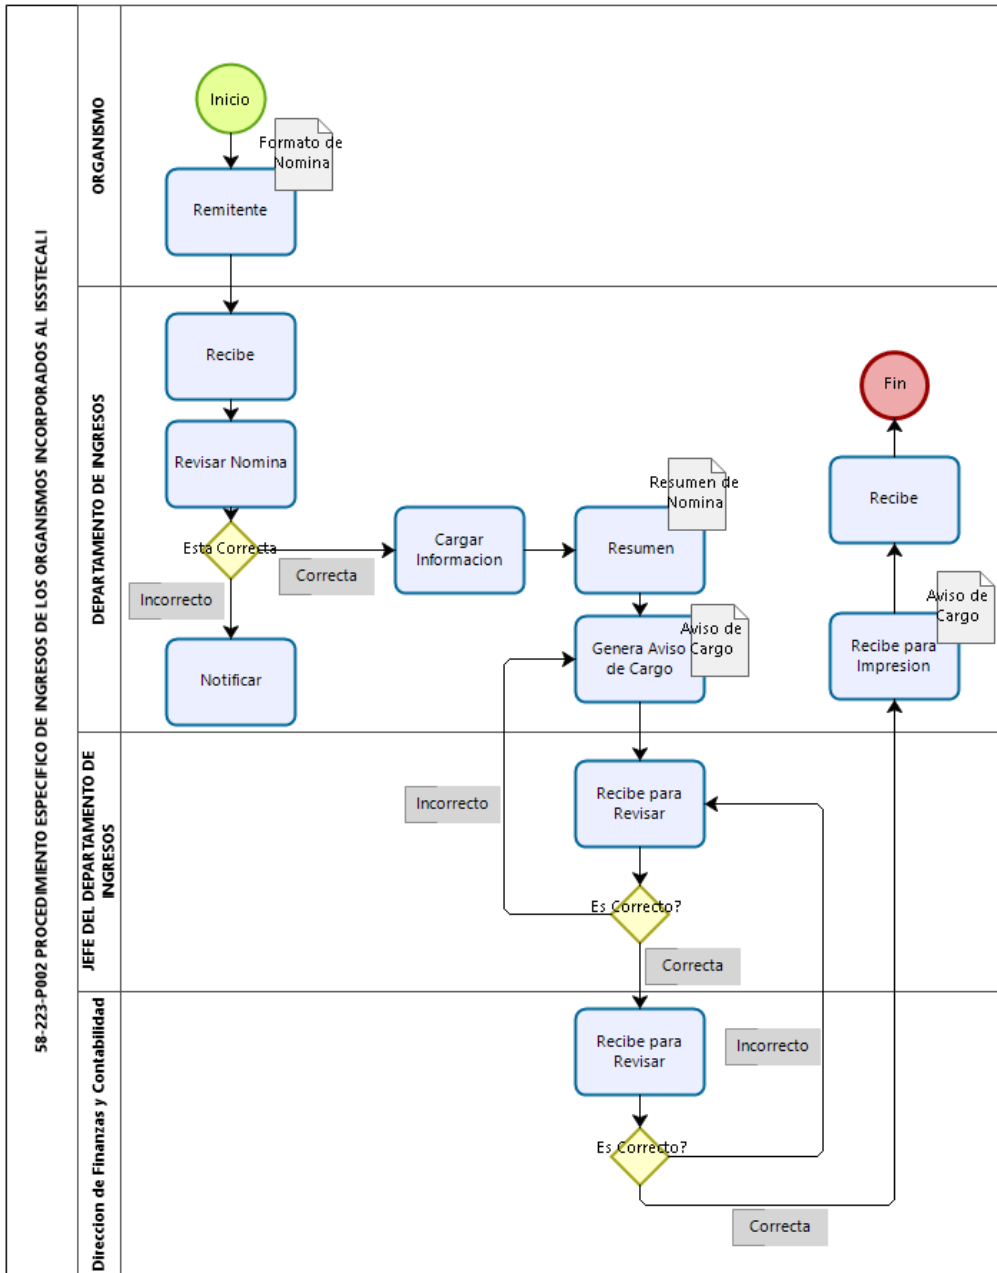 58-223-P002 PROCEDIMIENTO ESPECIFICO DE INGRESOS DE LOS ORGANISMOS INCORPORADOS AL ISSSTECALI
ORGANISMO
Inicio
Formato de
Nomina
Remitente
DEPARTAMENTO DE INGRESOS
Recibe
Revisar Nomina
Esta Correcta
Correcta
Incorrecto
Notificar
Cargar
Informacion
Resumen de
Nomina
Resumen
Genera Aviso
de Cargo
Aviso de
Cargo
Fin
Recibe
Aviso de
Cargo
Recibe para
Impresion
JEFE DEL DEPARTAMENTO DE
INGRESOS
Recibe para
Revisar
Incorrecto
Es Correcto?
Correcta
Direccion de Finanzas y Contabilidad
Recibe para
Revisar
Incorrecto
Es Correcto?
Correcta